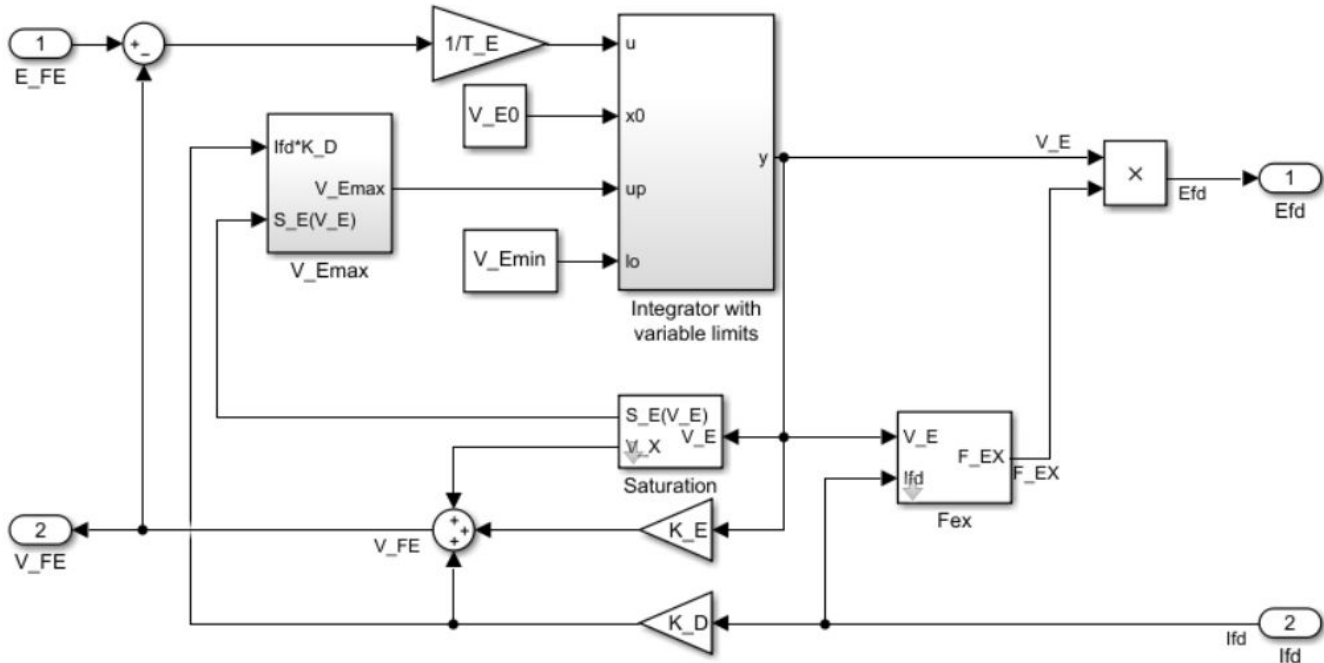 1
E_FE
+
-
1/T_E
V_E0
Ifd*K_D
V_Emax
S_E(V_E)
V_Emax
V_Emin
u
x0
up
lo
y
Integrator with
variable limits
V_E
×
Efd
1
Efd
S_E(V_E)
V_X
V_E
Saturation
V_E
Ifd
F_EX
Fex
F_EX
2
V_FE
V_FE
+
+
+
K_E
K_D
Ifd
2
Ifd